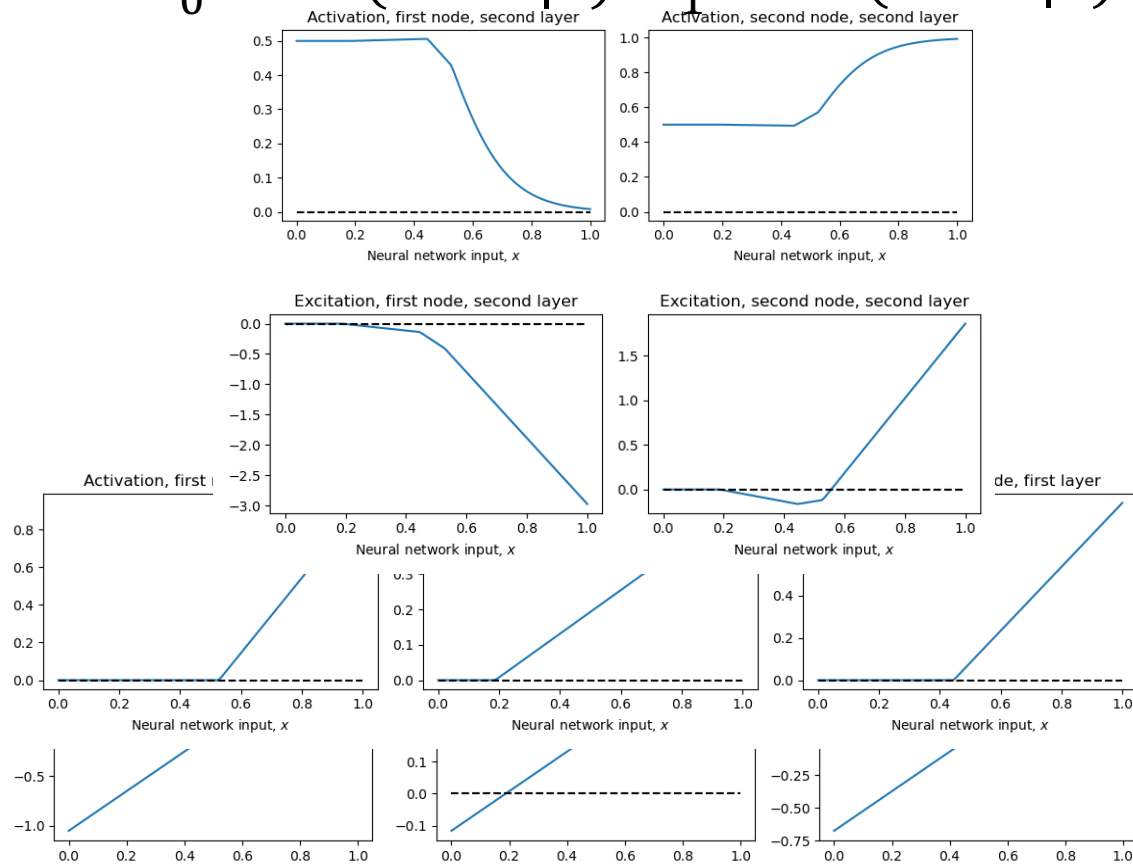 0 1
Activation, first node, second layer Activation, second node, second layer
0.5 1.0
0.4 0.8
0.3 0.6
0.2 0.4
0.1 0.2
0.0 0.0
0.0 0.2 0.4 0.6 0.8 1.0 0.0 0.2 0.4 0.6 0.8 1.0
Neural network input, x Neural network input, x
Excitation, first node, second layer Excitation, second node, second layer
0.0
−0.5 1.5
−1.0
−1.5 1.0
−2.0 0.5
−2.5 0.0
−3.0
0.0 0.2 0.4 0.6 0.8 1.0 0.0 0.2 0.4 0.6 0.8 1.0
Neural network input, x Neural network input, x
Activation, first de, first layer
0.8
0.6 0.3 0.4
0.4 0.2
0.2 0.1 0.2
0.0 0.0 0.0
0.0 0.2 0.4 0.6 0.8 1.0 0.0 0.2 0.4 0.6 0.8 1.0 0.0 0.2 0.4 0.6 0.8 1.0
Neural network input, x Neural network input, x Neural network input, x
−0.5 0.1 −0.25
0.0 −0.50
−1.0 −0.1 −0.75
0.0 0.2 0.4 0.6 0.8 1.0 0.0 0.2 0.4 0.6 0.8 1.0 0.0 0.2 0.4 0.6 0.8 1.0